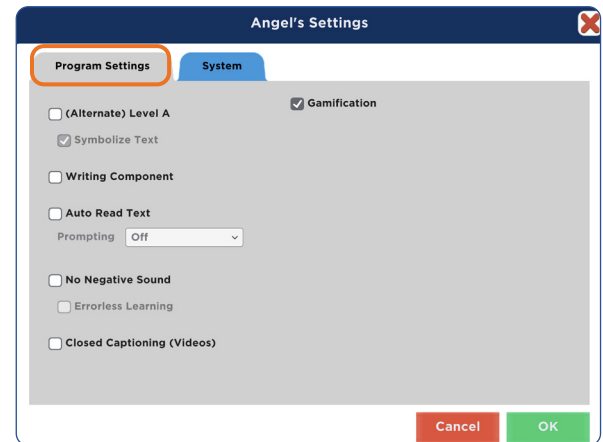 Angel's Settings
Program Settings
System
(Alternate) Level A
Gamification
Symbolize Text
Writing Component
Auto Read Text
Prompting Off
No Negative Sound
Errorless Learning
Closed Captioning (Videos)
Cancel OK